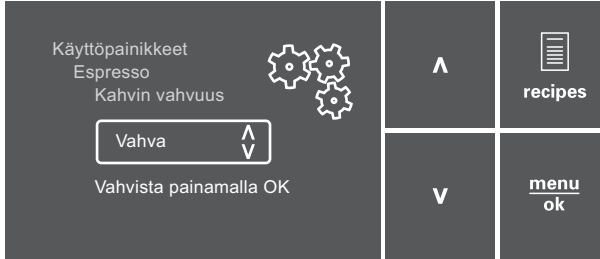 Käyttöpainikkeet
Espresso
Kahvin vahvuus
Vahva
Vahvista painamalla OK
recipes
menu
ok